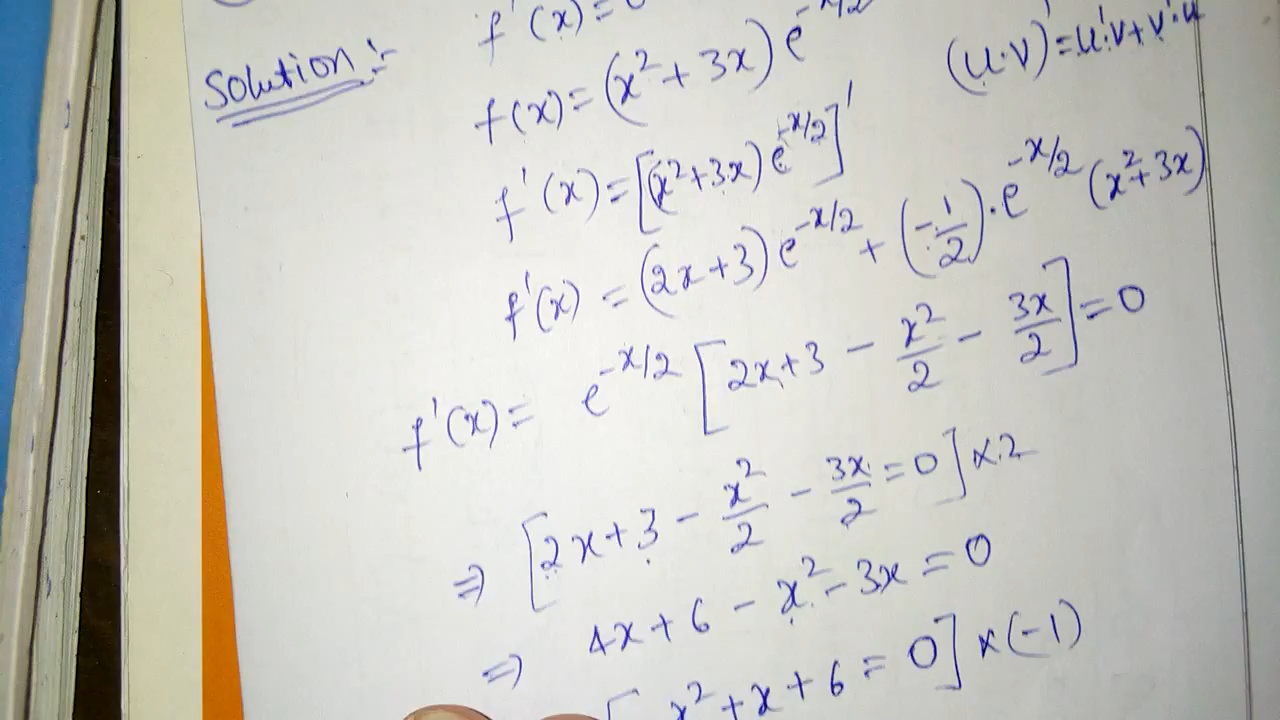 f'(x) =
Solution :-
f(x) = (x² + 3x) e^{-x/2}
(u·v)' = u'·v + v'·u
f'(x) = [(x² + 3x) e^{-x/2}]'
f'(x) = (2x + 3) e^{-x/2} + (-1/2) · e^{-x/2} (x² + 3x)
f'(x) = e^{-x/2} [2x + 3 - x²/2 - 3x/2] = 0
⇒ [2x + 3 - x²/2 - 3x/2 = 0] × 2
⇒ 4x + 6 - x² - 3x = 0
[ x² + x + 6 = 0] × (-1)